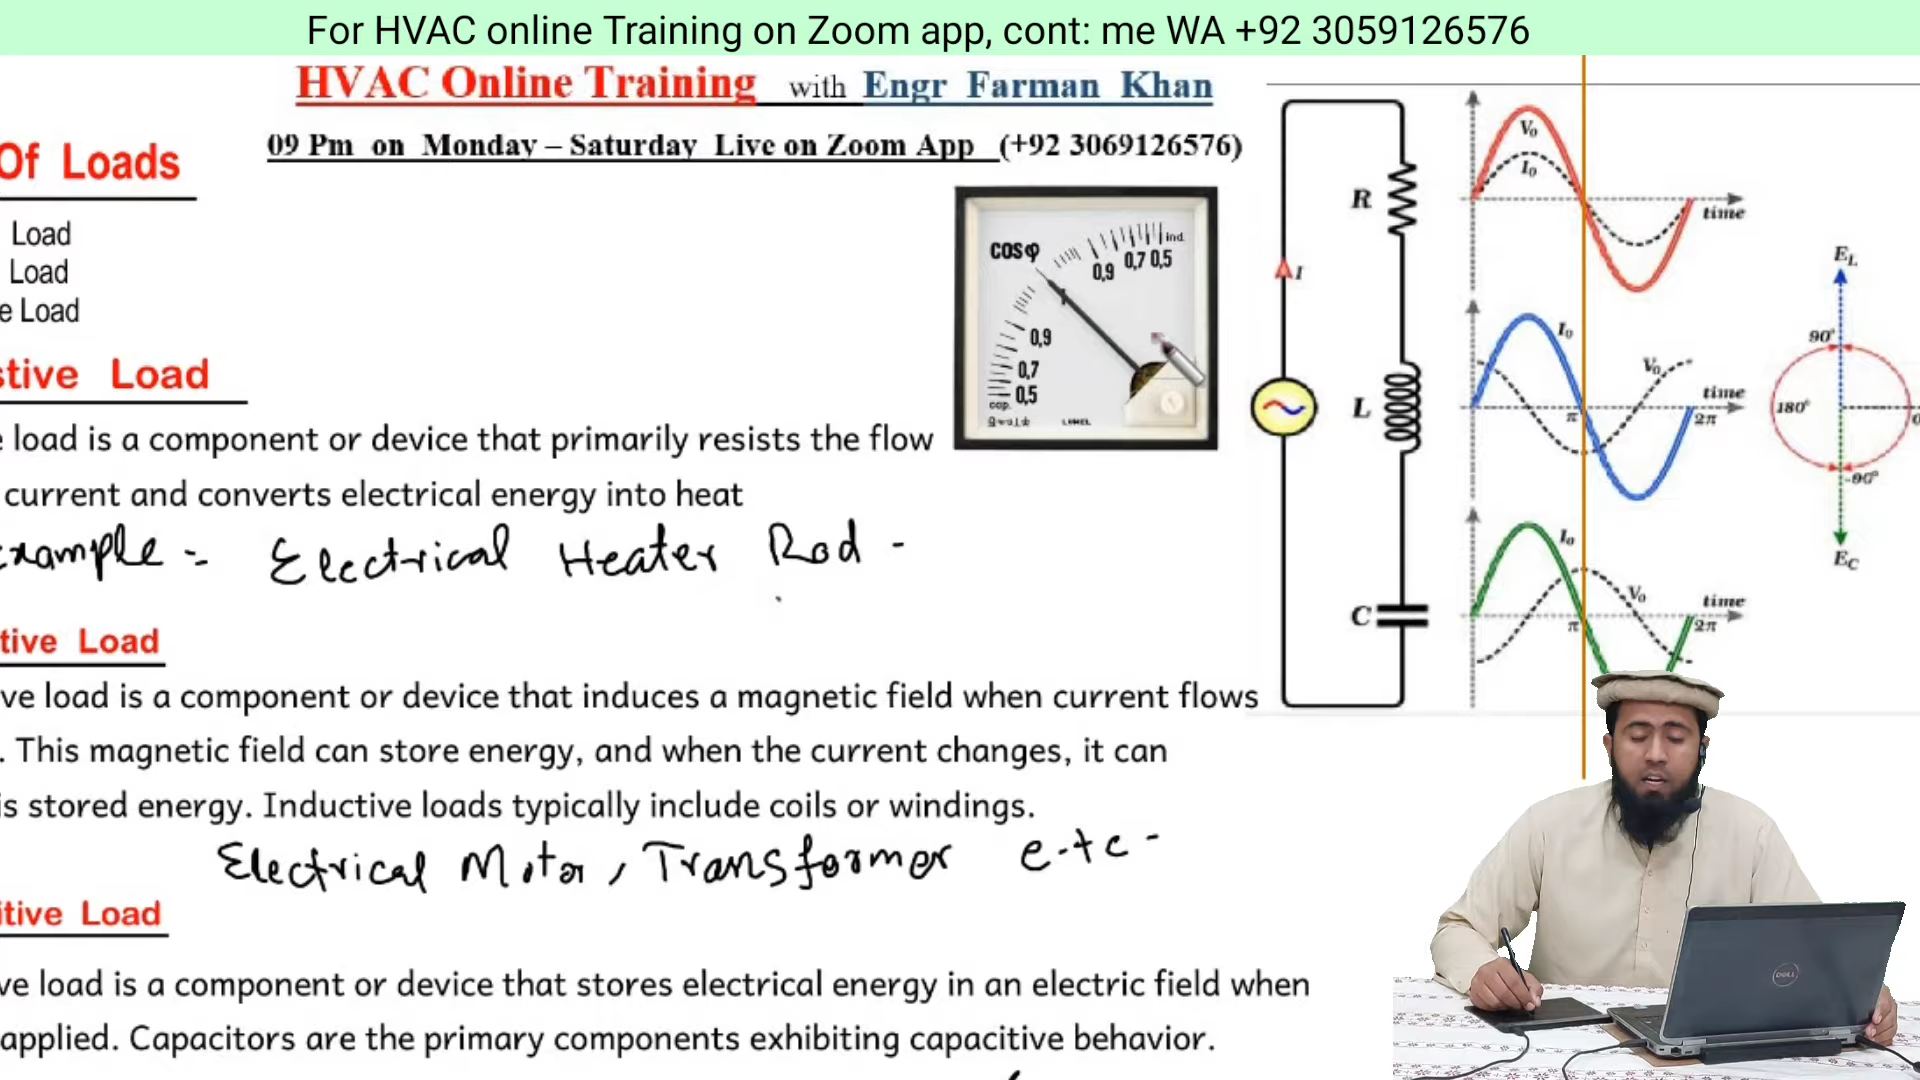 For HVAC online Training on Zoom app, cont: me WA +92 3059126576
HVAC Online Training with Engr Farman Khan
09 Pm on Monday – Saturday Live on Zoom App (+92 3069126576)
Of Loads
Load
Load
e Load
cosφ
ind.
0,9 0,7 0,5
1
0,9
0,7
0,5
cap.
LUMEL
stive Load
e load is a component or device that primarily resists the flow
current and converts electrical energy into heat
Example = Electrical Heater Rod -
tive Load
ve load is a component or device that induces a magnetic field when current flows
. This magnetic field can store energy, and when the current changes, it can
is stored energy. Inductive loads typically include coils or windings.
Electrical Motor, Transformer e-t-c -
itive Load
ve load is a component or device that stores electrical energy in an electric field when
applied. Capacitors are the primary components exhibiting capacitive behavior.
I
R
L
C
V₀
I₀
time
I₀
V₀
time
π
2π
I₀
V₀
time
π
2π
E_L
90°
180°
0
-90°
E_C
DELL